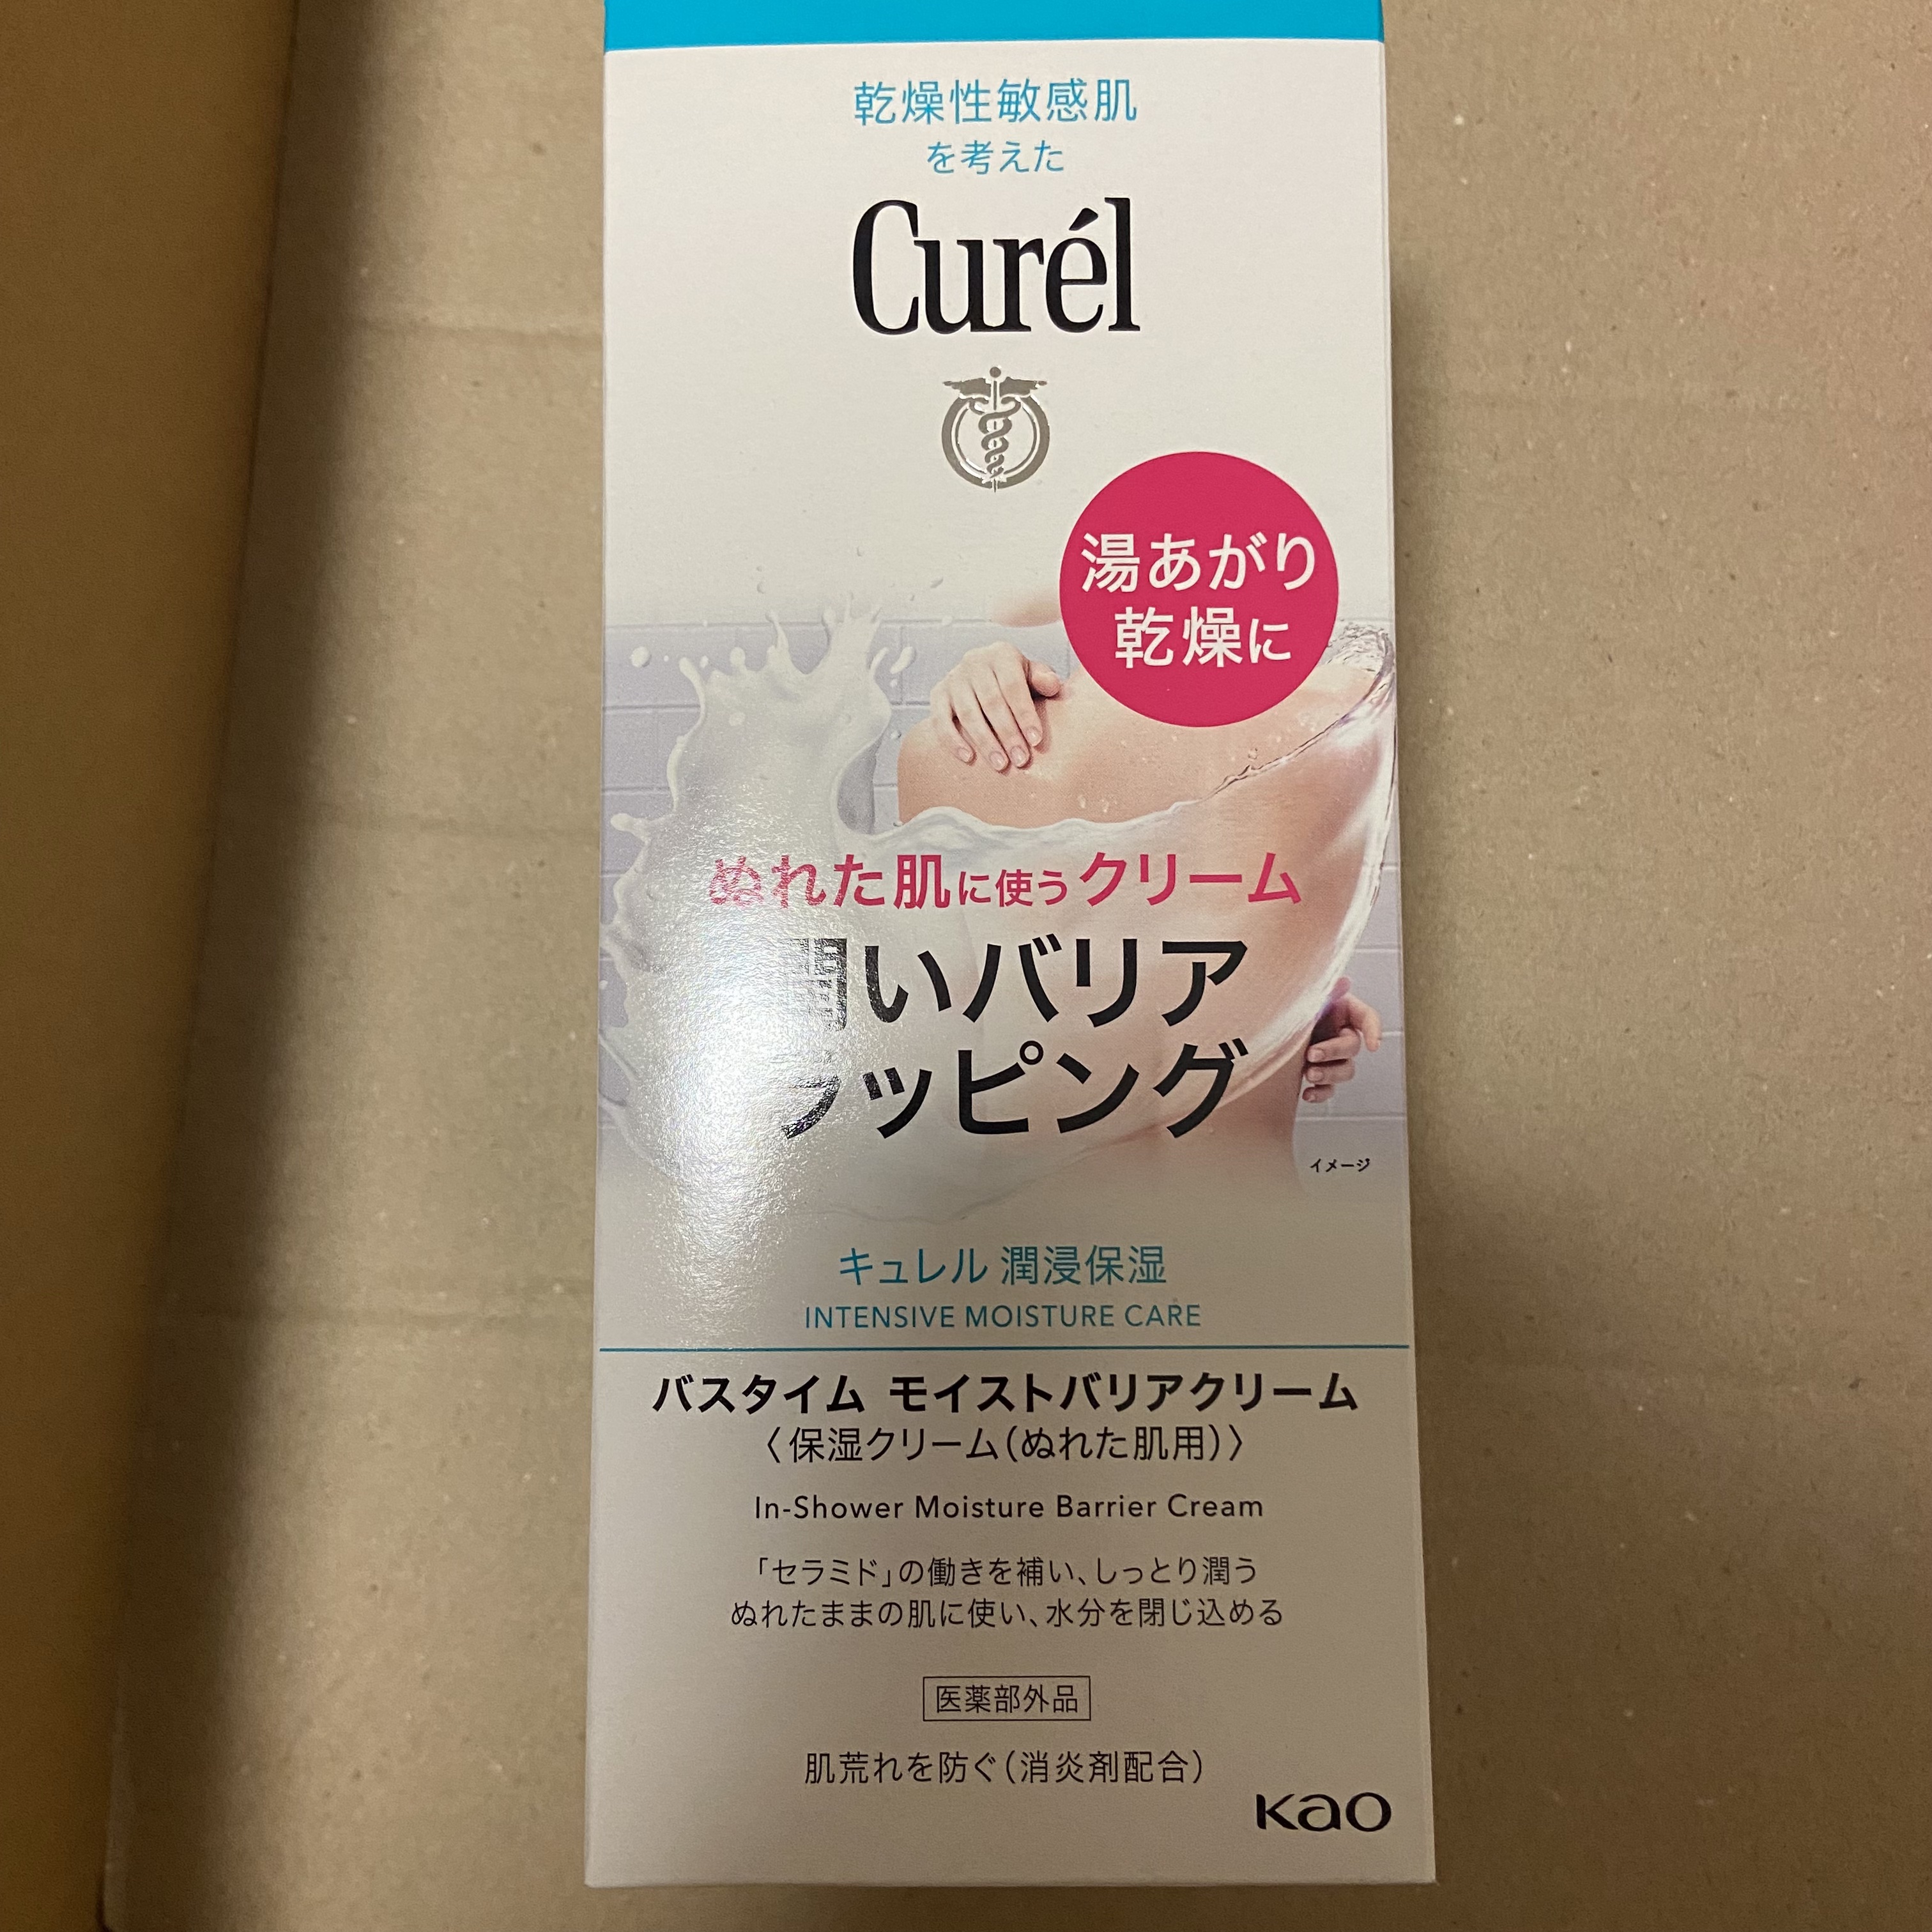 乾燥性敏感肌
を考えた
Curél
湯あがり
乾燥に
ぬれた肌に使うクリーム
潤いバリア
ラッピング
イメージ
キュレル 潤浸保湿
INTENSIVE MOISTURE CARE
バスタイム モイストバリアクリーム
〈保湿クリーム(ぬれた肌用)〉
In-Shower Moisture Barrier Cream
「セラミド」の働きを補い、しっとり潤う
ぬれたままの肌に使い、水分を閉じ込める
医薬部外品
肌荒れを防ぐ(消炎剤配合)
Kao